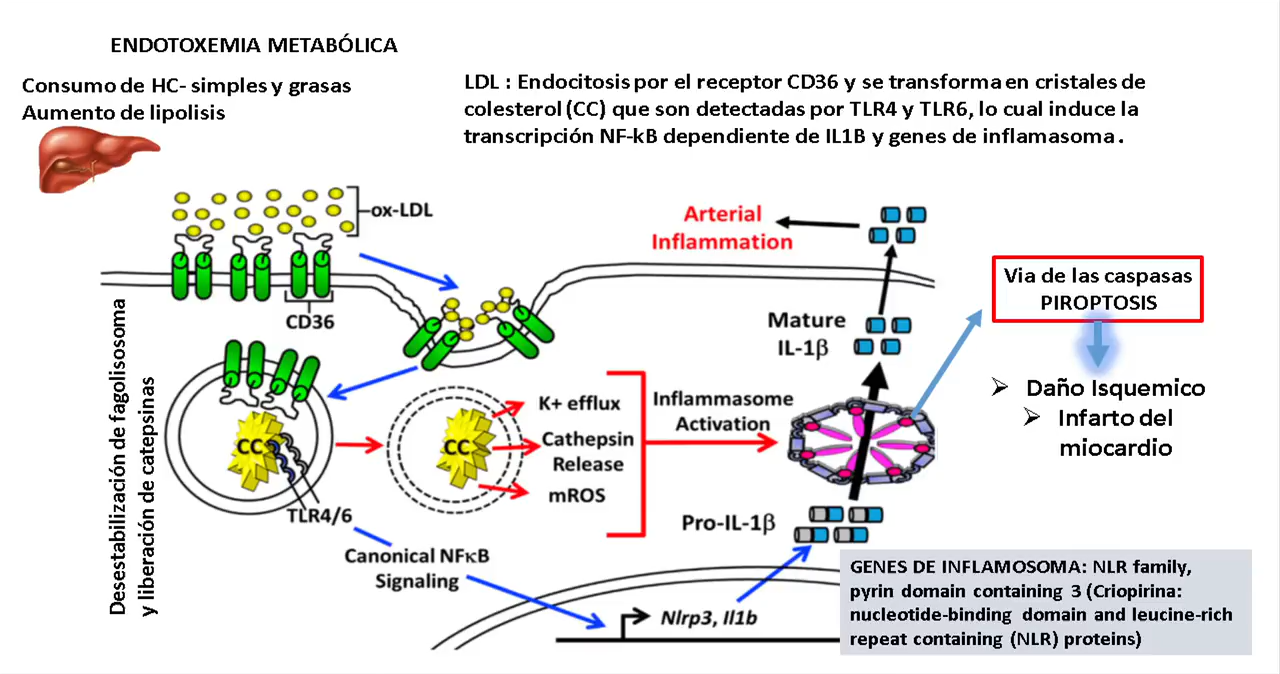 ENDOTOXEMIA METABÓLICA
Consumo de HC- simples y grasas
Aumento de lipolisis
LDL : Endocitosis por el receptor CD36 y se transforma en cristales de
colesterol (CC) que son detectadas por TLR4 y TLR6, lo cual induce la
transcripción NF-kB dependiente de IL1B y genes de inflamasoma .
ox-LDL
CD36
Arterial
Inflammation
Mature
IL-1β
Via de las caspasas
PIROPTOSIS
Daño Isquemico
Infarto del
miocardio
Desestabilización de fagolisosoma
y liberación de catepsinas
CC
TLR4/6
CC
K+ efflux
Cathepsin
Release
mROS
Inflammasome
Activation
Pro-IL-1β
Canonical NFκB
Signaling
Nlrp3, Il1b
GENES DE INFLAMOSOMA: NLR family,
pyrin domain containing 3 (Criopirina:
nucleotide-binding domain and leucine-rich
repeat containing (NLR) proteins)